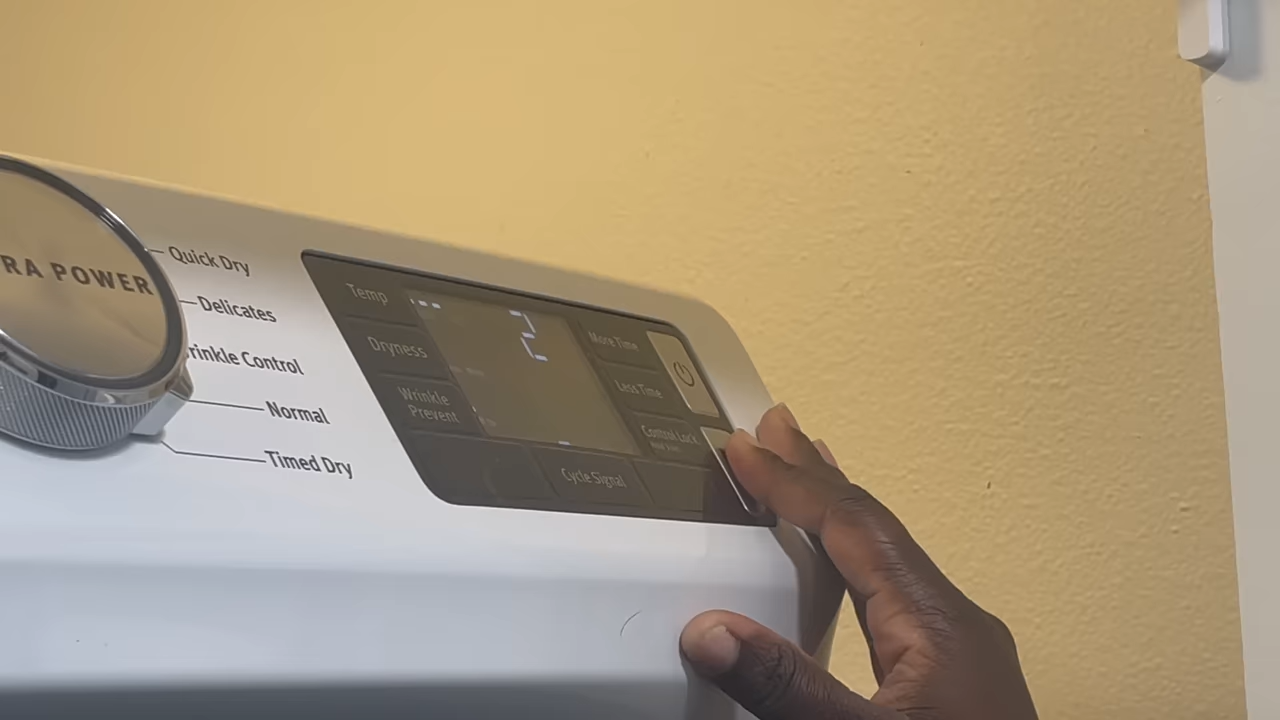 RA POWER
Quick Dry
Delicates
rinkle Control
Normal
Timed Dry
Temp
Dryness
Wrinkle
Prevent
2
More Time
Less Time
Control Lock
Cycle Signal